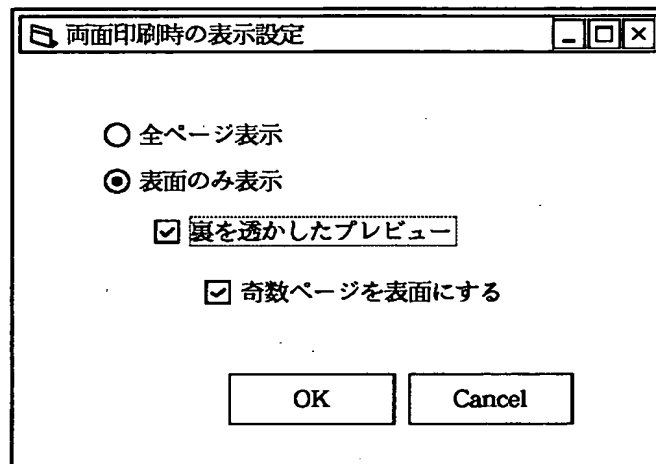 両面印刷時の表示設定
全ページ表示
表面のみ表示
裏を透かしたプレビュー
奇数ページを表面にする
OK Cancel